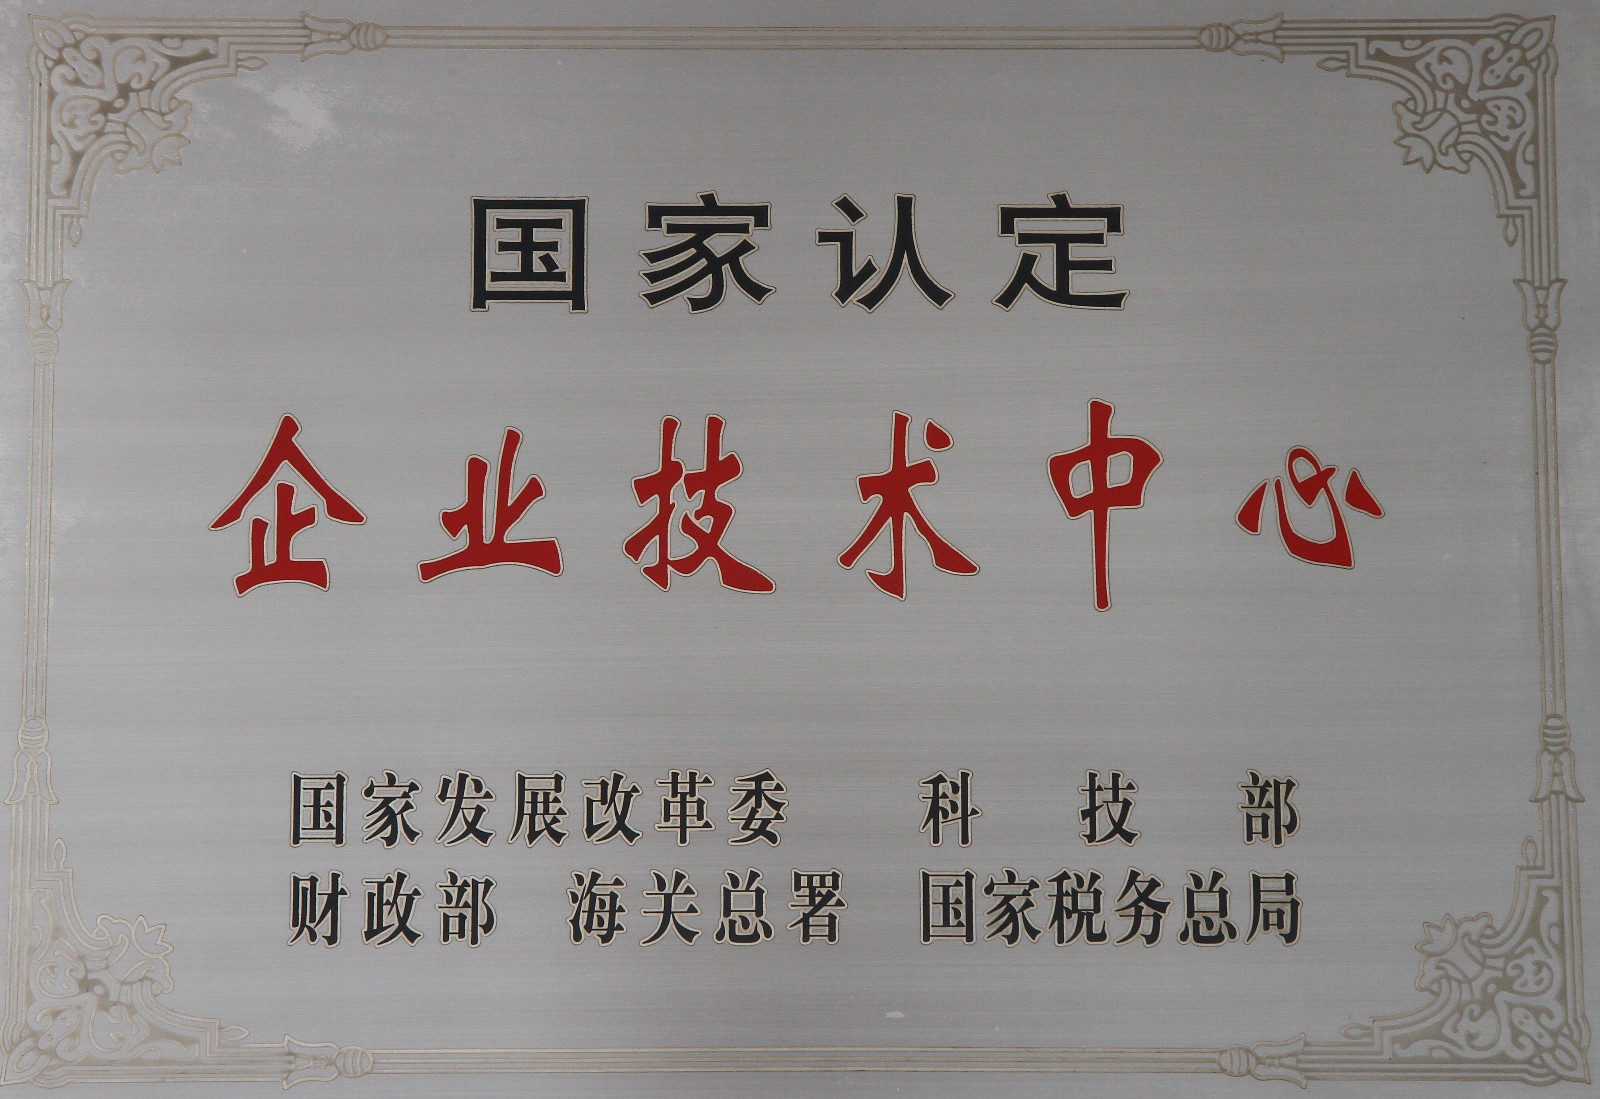 国家认定
企业技术中心
国家发展改革委 科技部
财政部 海关总署 国家税务总局